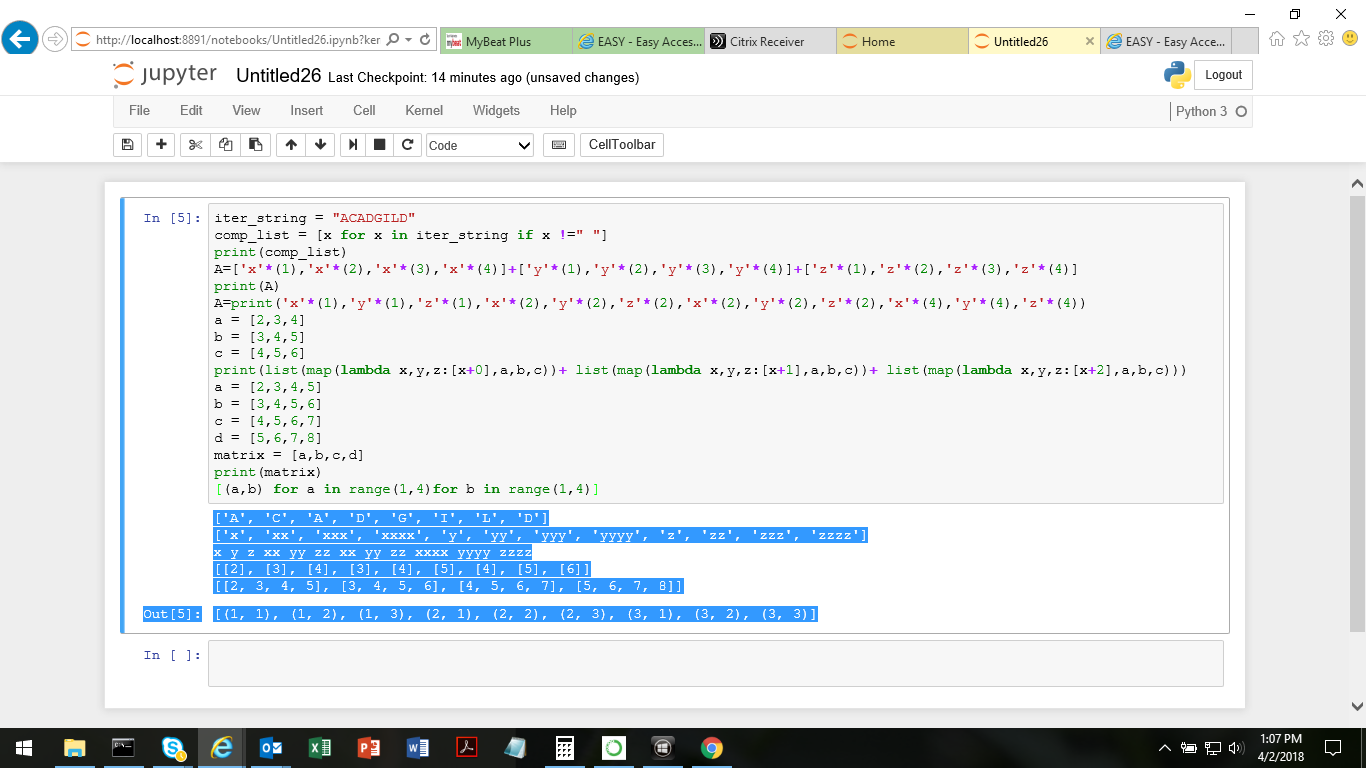 http://localhost:8891/notebooks/Untitled26.ipynb?ker
MyBeat Plus
EASY - Easy Acces...
Citrix Receiver
Home
Untitled26
EASY - Easy Acce...
jupyter Untitled26 Last Checkpoint: 14 minutes ago (unsaved changes)
Logout
File Edit View Insert Cell Kernel Widgets Help
Python 3
Code
CellToolbar
In [5]:
iter_string = "ACADGILD"
comp_list = [x for x in iter_string if x !=" "]
print(comp_list)
A=['x'*(1),'x'*(2),'x'*(3),'x'*(4)]+['y'*(1),'y'*(2),'y'*(3),'y'*(4)]+['z'*(1),'z'*(2),'z'*(3),'z'*(4)]
print(A)
A=print('x'*(1),'y'*(1),'z'*(1),'x'*(2),'y'*(2),'z'*(2),'x'*(2),'y'*(2),'z'*(2),'x'*(4),'y'*(4),'z'*(4))
a = [2,3,4]
b = [3,4,5]
c = [4,5,6]
print(list(map(lambda x,y,z:[x+0],a,b,c))+ list(map(lambda x,y,z:[x+1],a,b,c))+ list(map(lambda x,y,z:[x+2],a,b,c)))
a = [2,3,4,5]
b = [3,4,5,6]
c = [4,5,6,7]
d = [5,6,7,8]
matrix = [a,b,c,d]
print(matrix)
[(a,b) for a in range(1,4)for b in range(1,4)]
['A', 'C', 'A', 'D', 'G', 'I', 'L', 'D']
['x', 'xx', 'xxx', 'xxxx', 'y', 'yy', 'yyy', 'yyyy', 'z', 'zz', 'zzz', 'zzzz']
x y z xx yy zz xx yy zz xxxx yyyy zzzz
[[2], [3], [4], [3], [4], [5], [4], [5], [6]]
[[2, 3, 4, 5], [3, 4, 5, 6], [4, 5, 6, 7], [5, 6, 7, 8]]
Out[5]: [(1, 1), (1, 2), (1, 3), (2, 1), (2, 2), (2, 3), (3, 1), (3, 2), (3, 3)]
In [ ]:
1:07 PM
4/2/2018